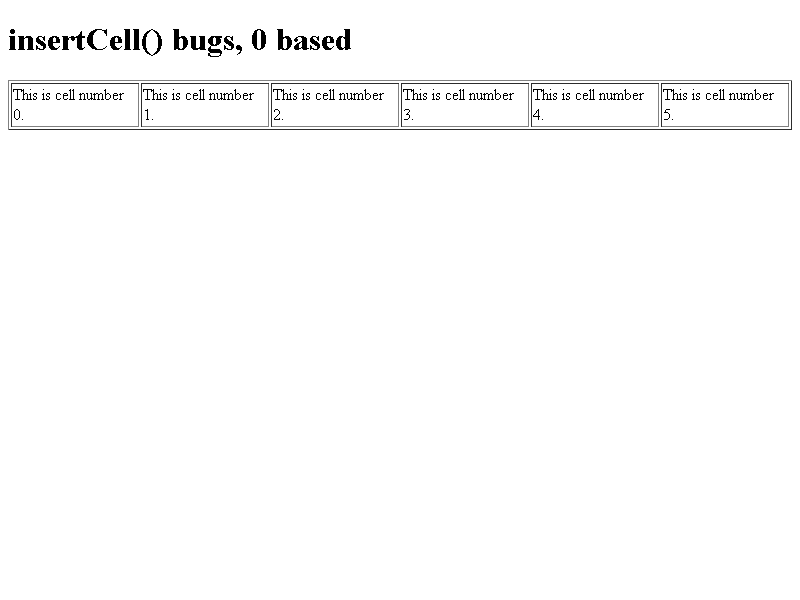 insertCell() bugs, 0 based
This is cell number
0.
This is cell number
1.
This is cell number
2.
This is cell number
3.
This is cell number
4.
This is cell number
5.